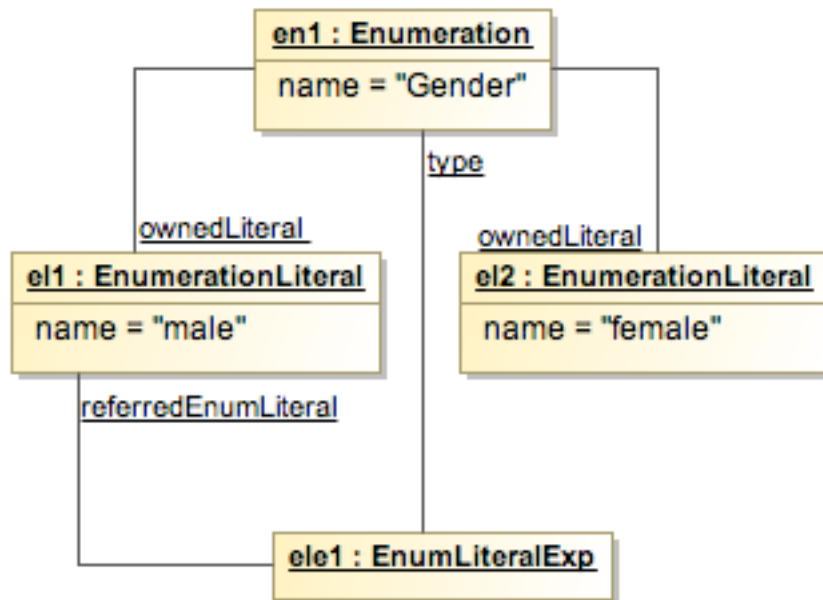 en1 : Enumeration
name = "Gender"
type
ownedLiteral
ownedLiteral
el1 : EnumerationLiteral
name = "male"
el2 : EnumerationLiteral
name = "female"
referredEnumLiteral
ele1 : EnumLiteralExp